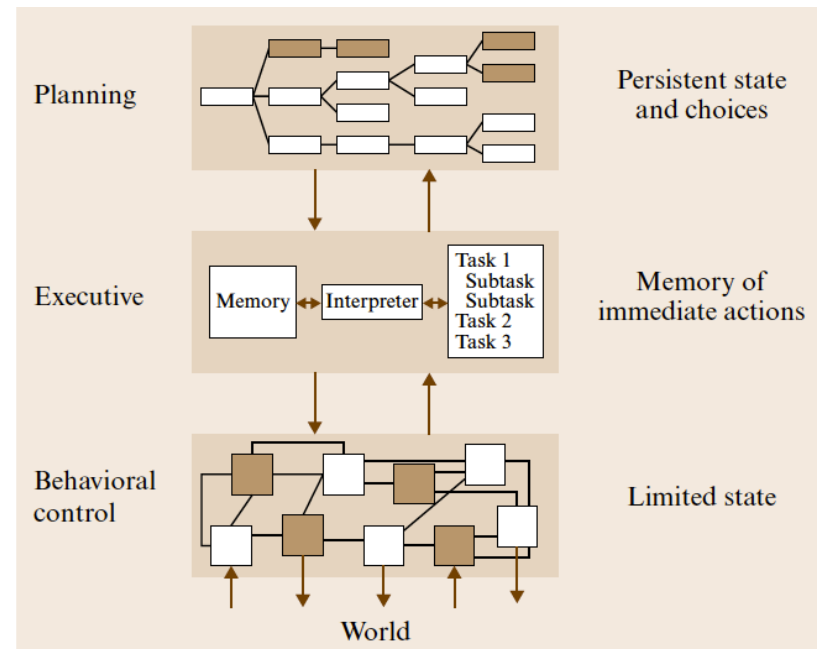 Planning
Persistent state
and choices
Executive
Memory
Interpreter
Task 1
Subtask
Subtask
Task 2
Task 3
Memory of
immediate actions
Behavioral
control
Limited state
World